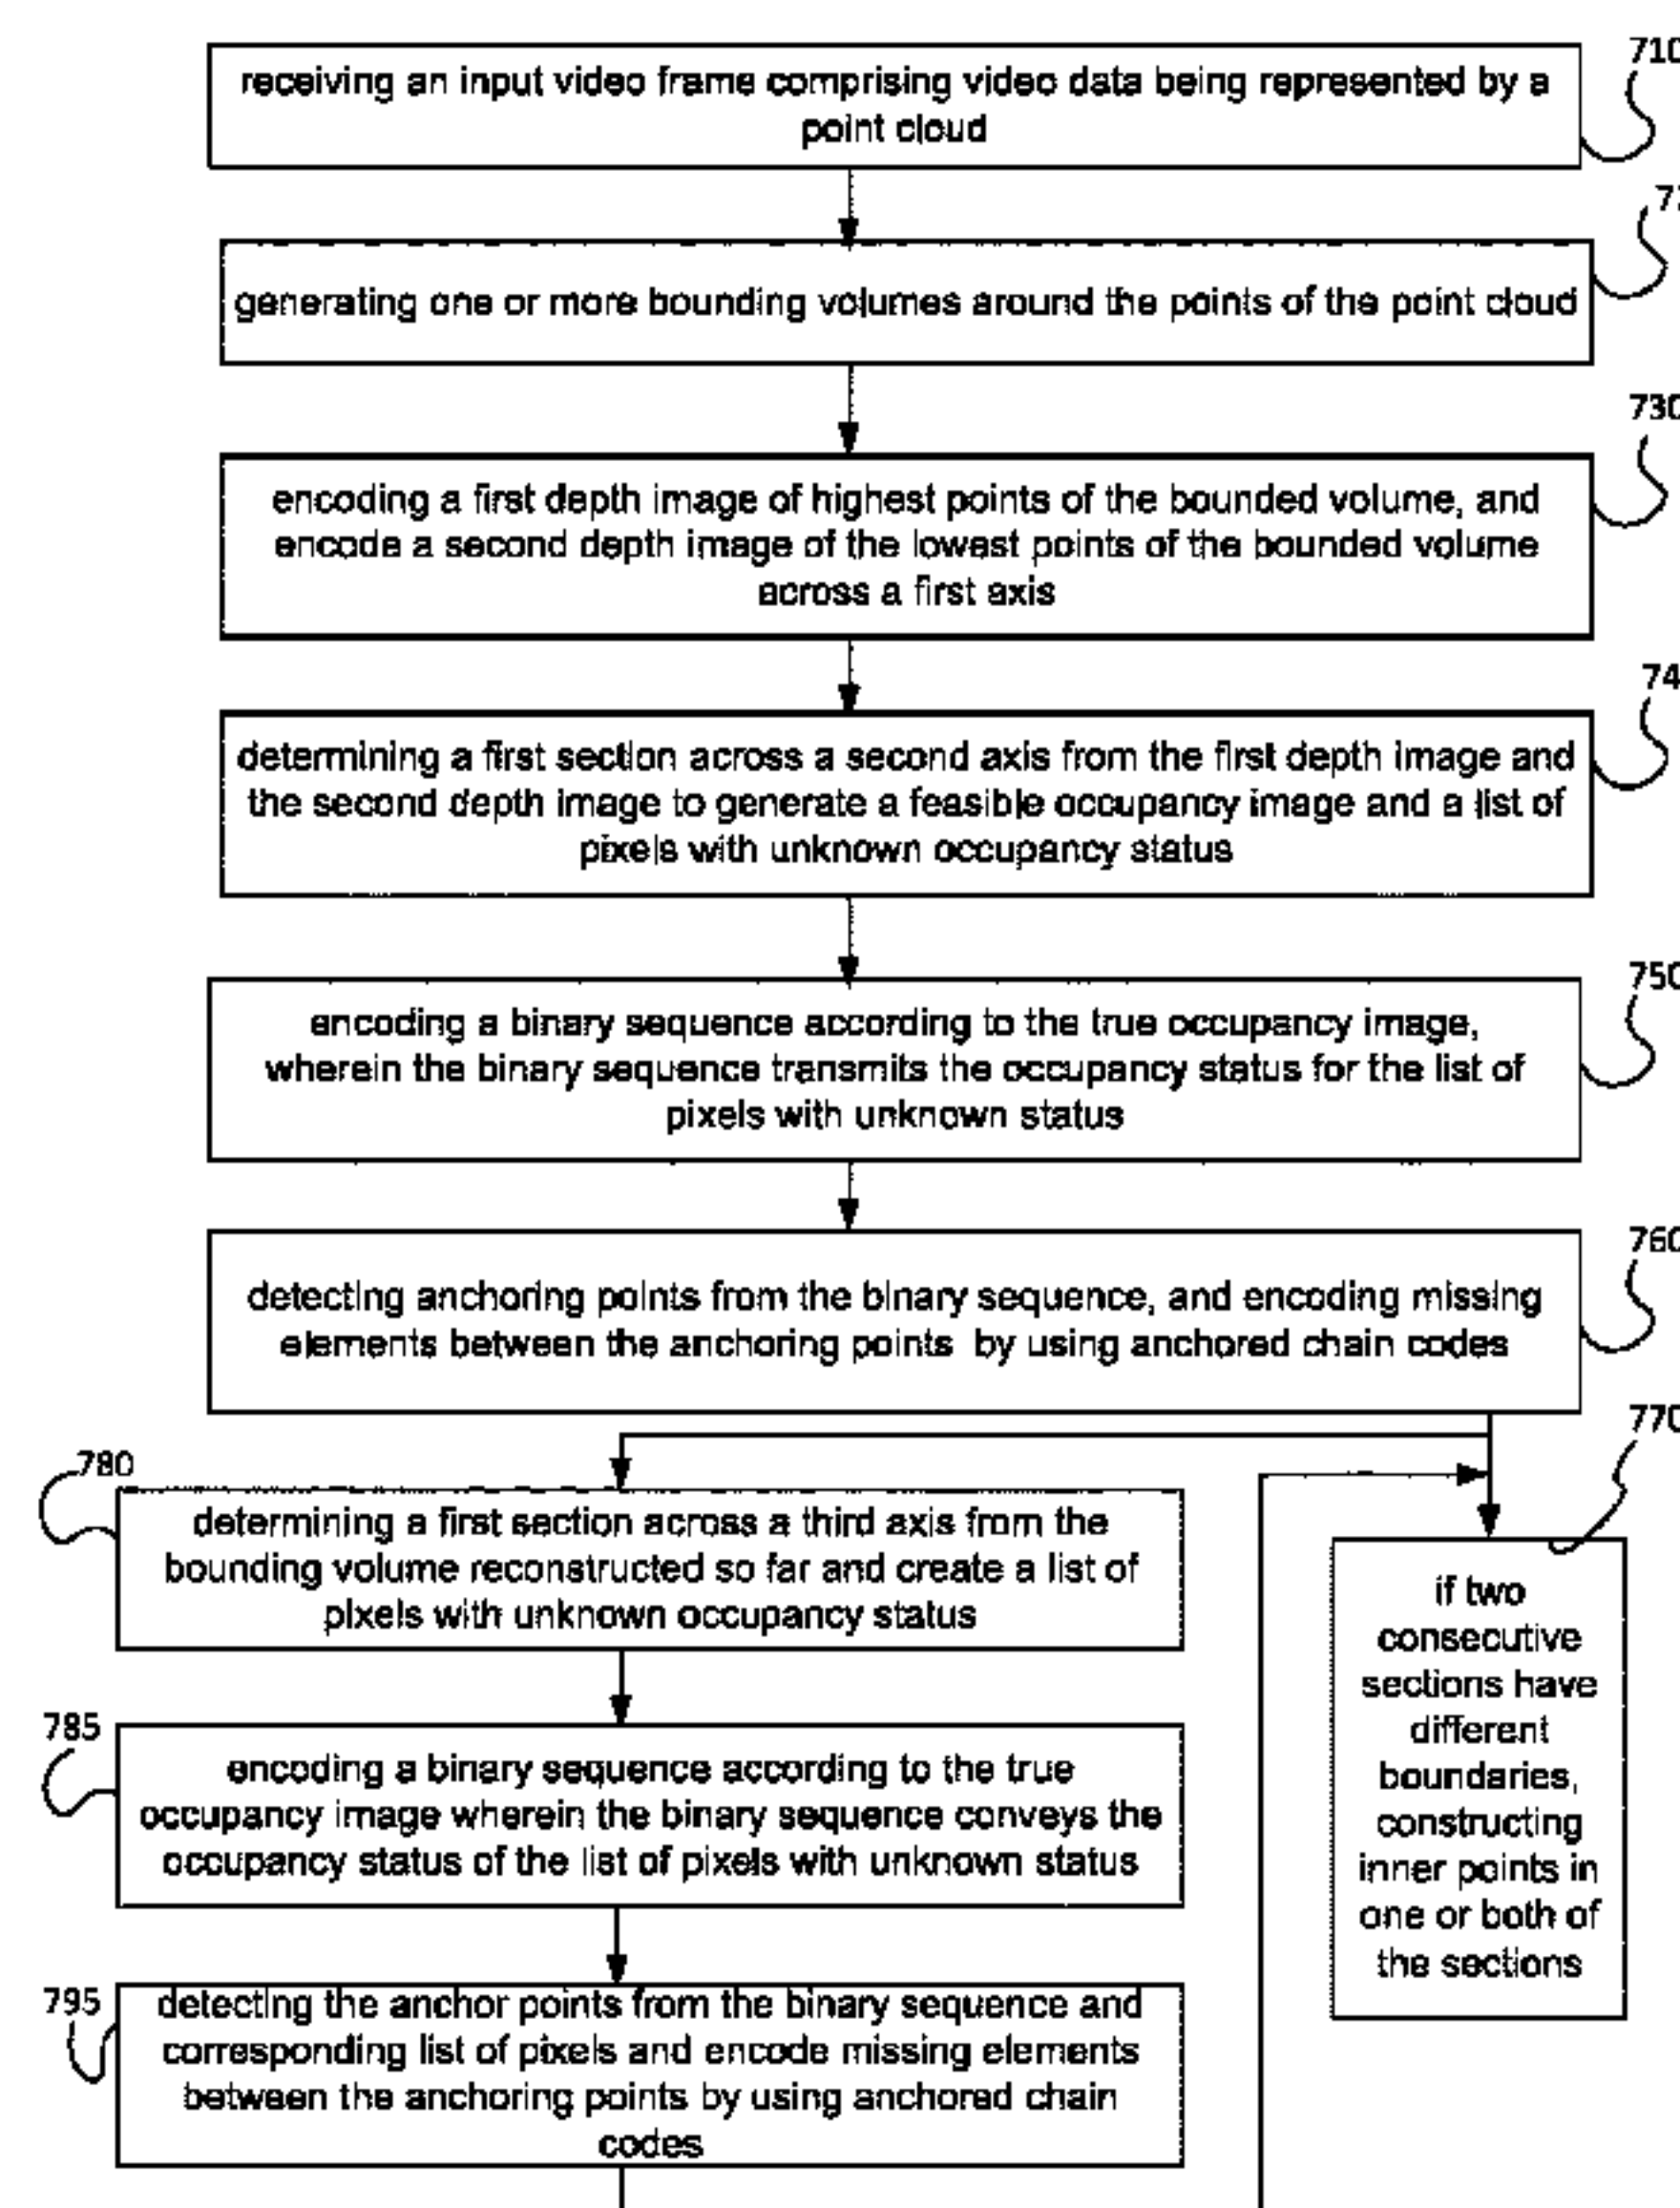 710
receiving an input video frame comprising video data being represented by a
point cloud
generating one or more bounding volumes around the points of the point cloud
730
encoding a first depth image of highest points of the bounded volume, and
encode a second depth image of the lowest points of the bounded volume
across a first axis
74
determining a first section across a second axis from the first depth image and
the second depth image to generate a feasible occupancy image and a list of
pixels with unknown occupancy status
750
encoding a binary sequence according to the true occupancy image,
wherein the binary sequence transmits the occupancy status for the list of
pixels with unknown status
760
detecting anchoring points from the binary sequence, and encoding missing
elements between the anchoring points by using anchored chain codes
770
780
determining a first section across a third axis from the
bounding volume reconstructed so far and create a list of
pixels with unknown occupancy status
785
encoding a binary sequence according to the true
occupancy image wherein the binary sequence conveys the
occupancy status of the list of pixels with unknown status
795
detecting the anchor points from the binary sequence and
corresponding list of pixels and encode missing elements
between the anchoring points by using anchored chain
codes
if two
consecutive
sections have
different
boundaries,
constructing
inner points in
one or both of
the sections